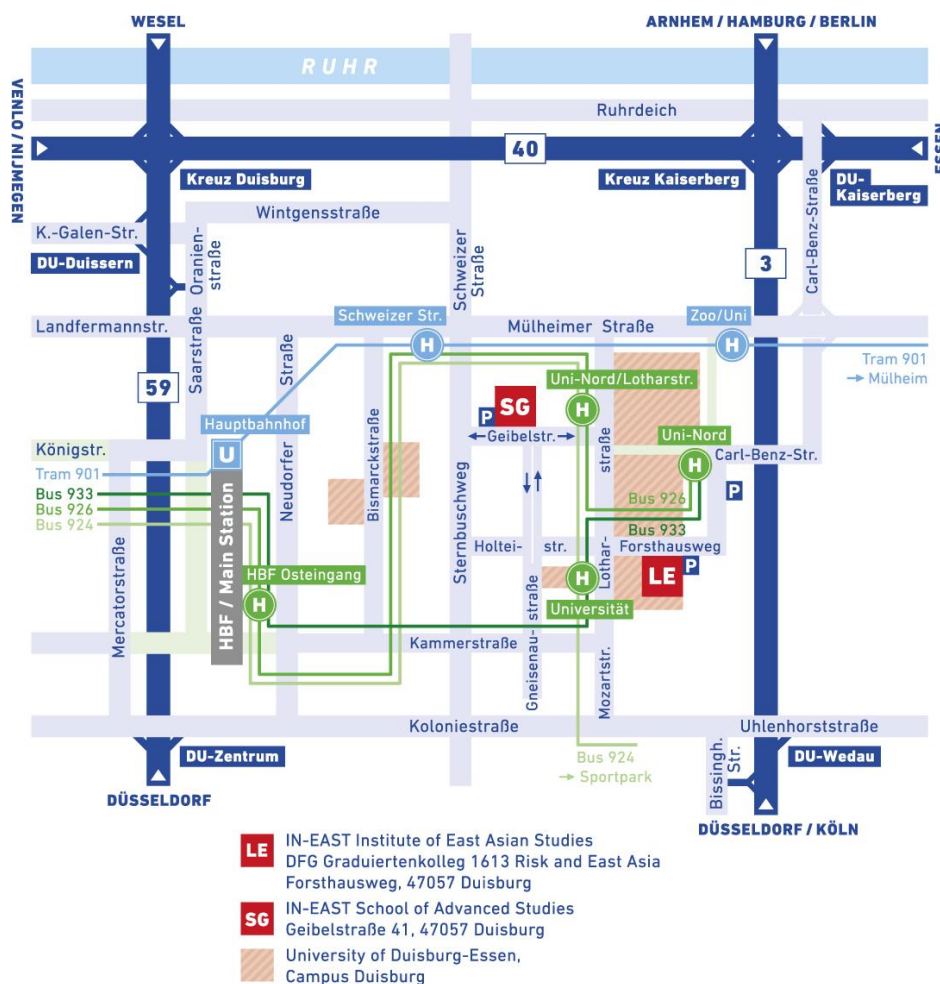 WESEL
ARNHEM / HAMBURG / BERLIN
RUHR
VENLO / NIJMEGEN
Ruhrdeich
40
ESSEN
Kreuz Duisburg
Kreuz Kaiserberg
DU-
Kaiserberg
Wintgensstraße
K.-Galen-Str.
DU-Duissern
Oranien-
straße
Schweizer
Straße
3
Carl-Benz-Straße
Landfermannstr.
Schweizer Str.
Mülheimer Straße
Zoo/Uni
H
H
Tram 901
→ Mülheim
59
Saarstraße
Neudorfer Straße
Bismarckstraße
Uni-Nord/Lotharstr.
H
P
SG
Hauptbahnhof
U
Königstr.
Tram 901
Geibelstr.
Lothar-
straße
Uni-Nord
H
Carl-Benz-Str.
P
Bus 933
Bus 926
Bus 924
Bus 926
Bus 933
Sternbuschweg
Holtei- str.
Forsthausweg
LE
P
Mercatorstraße
HBF / Main Station
HBF Osteingang
H
H
Universität
Kammerstraße
Gneisenau-
straße
Mozartstr.
Koloniestraße
Uhlenhorststraße
DU-Zentrum
Bus 924
→ Sportpark
Bissingh.
Str.
DU-Wedau
DÜSSELDORF
DÜSSELDORF / KÖLN
LE
IN-EAST Institute of East Asian Studies
DFG Graduiertenkolleg 1613 Risk and East Asia
Forsthausweg, 47057 Duisburg
SG
IN-EAST School of Advanced Studies
Geibelstraße 41, 47057 Duisburg
University of Duisburg-Essen,
Campus Duisburg